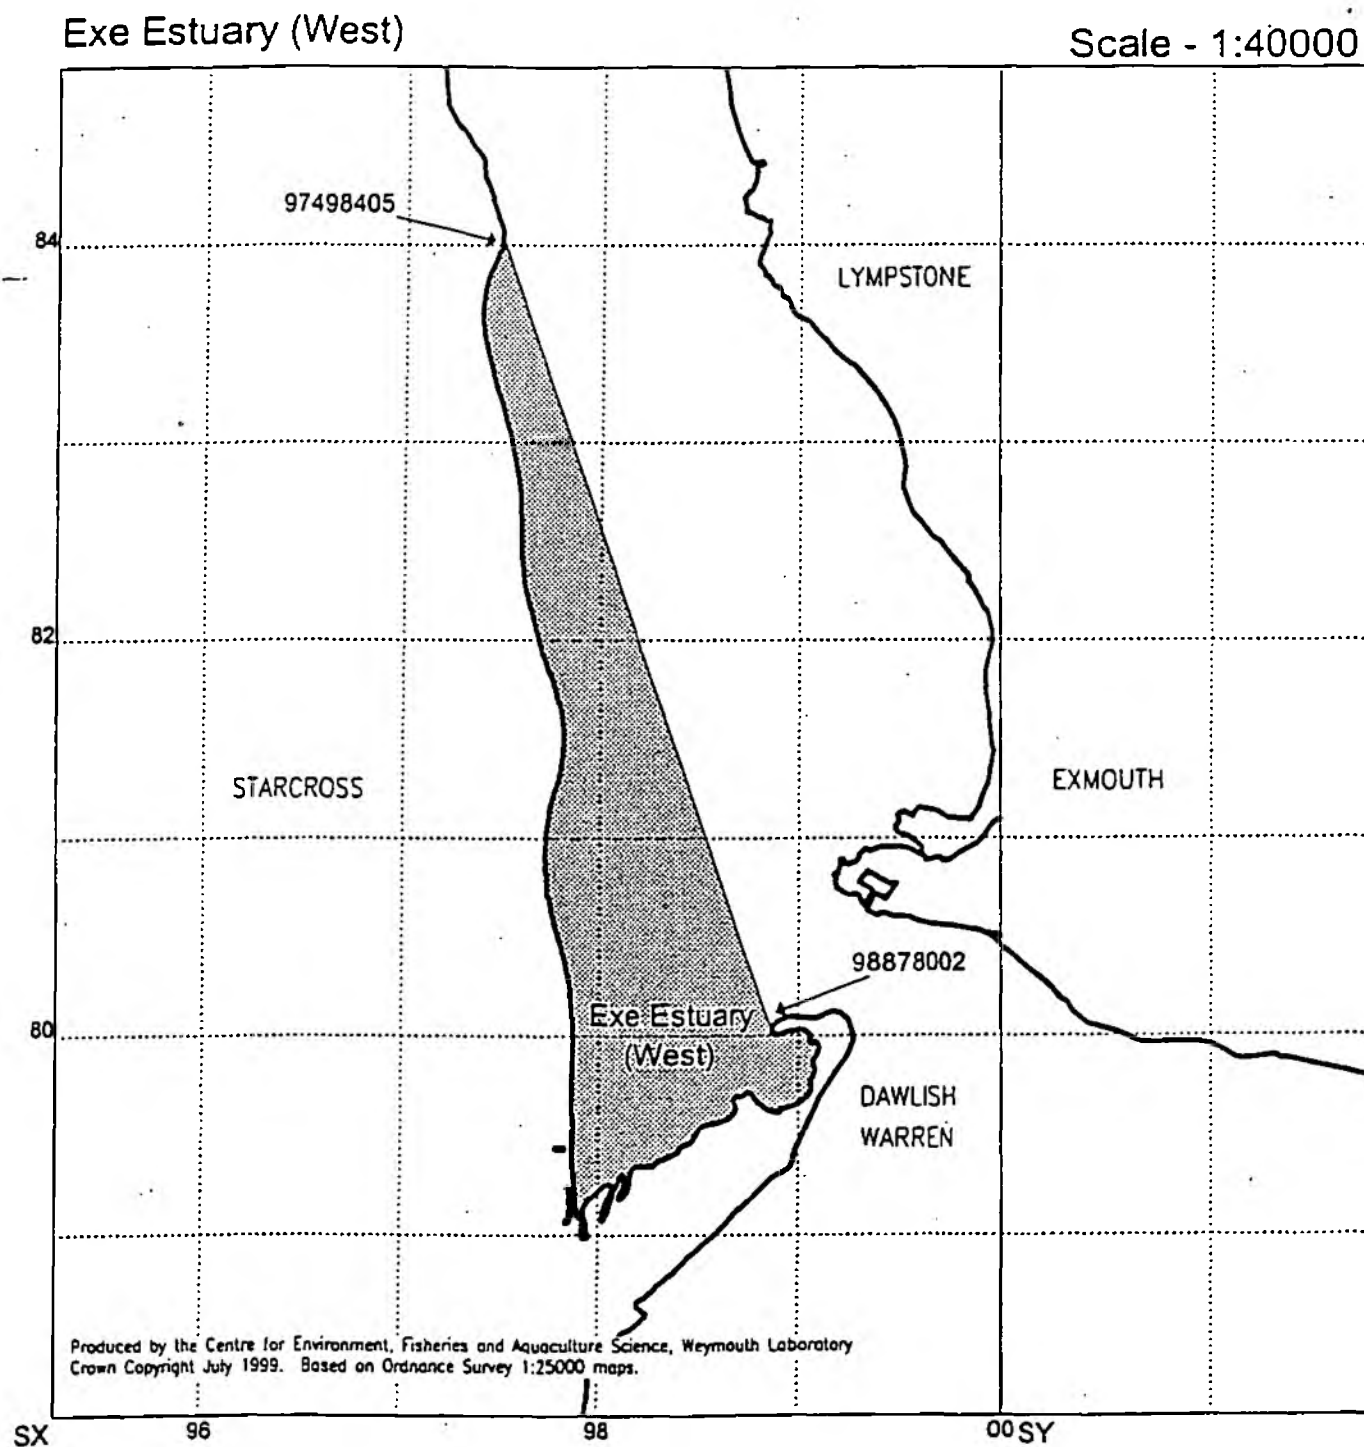 Exe Estuary (West)
Scale - 1:40000
97498405
84
LYMPSTONE
82
STARCROSS
EXMOUTH
98878002
Exe Estuary
(West)
80
DAWLISH
WARREN
Produced by the Centre for Environment, Fisheries and Aquaculture Science, Weymouth Laboratory
Crown Copyright July 1999. Based on Ordnance Survey 1:25000 maps.
SX 96 98 00 SY